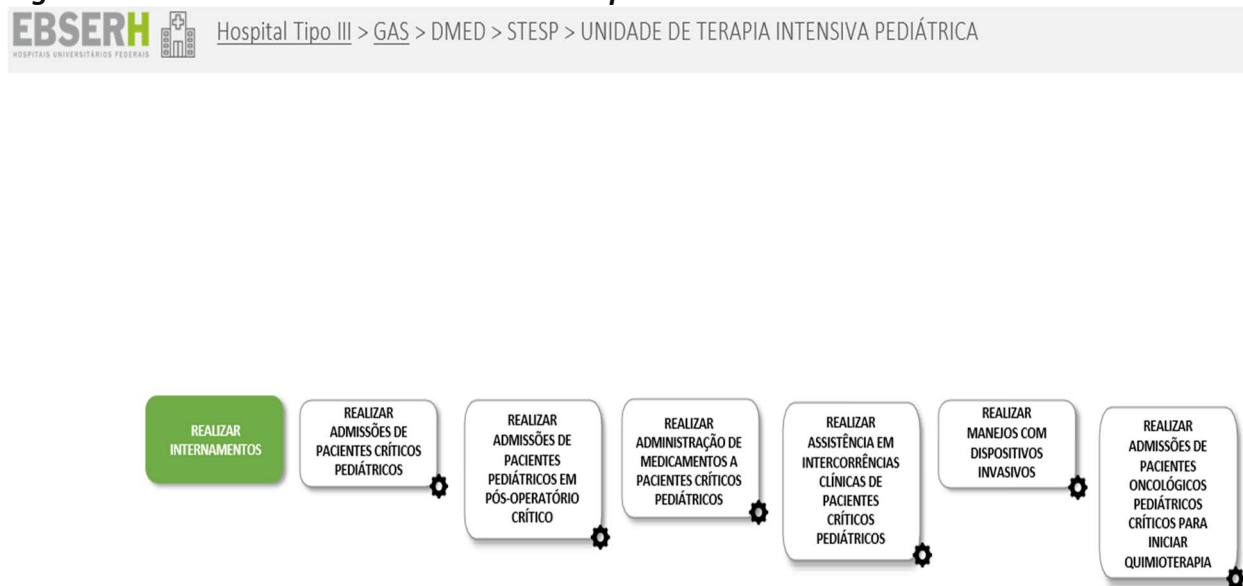 EBSERH
HOSPITAIS UNIVERSITÁRIOS FEDERAIS
Hospital Tipo III > GAS > DMED > STESP > UNIDADE DE TERAPIA INTENSIVA PEDIÁTRICA
REALIZAR
INTERNAMENTOS
REALIZAR
ADMISSÕES DE
PACIENTES CRÍTICOS
PEDIÁTRICOS
REALIZAR
ADMISSÕES DE
PACIENTES
PEDIÁTRICOS EM
PÓS-OPERATÓRIO
CRÍTICO
REALIZAR
ADMINISTRAÇÃO DE
MEDICAMENTOS A
PACIENTES CRÍTICOS
PEDIÁTRICOS
REALIZAR
ASSISTÊNCIA EM
INTERCORRÊNCIAS
CLÍNICAS DE
PACIENTES
CRÍTICOS
PEDIÁTRICOS
REALIZAR
MANEJOS COM
DISPOSITIVOS
INVASIVOS
REALIZAR
ADMISSÕES DE
PACIENTES
ONCOLÓGICOS
PEDIÁTRICOS
CRÍTICOS PARA
INICIAR
QUIMIOTERAPIA